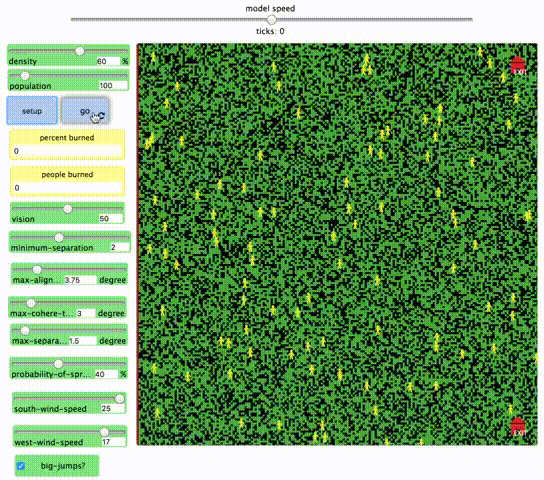 model speed
ticks: 0
density 60 %
population 100
setup go
percent burned
0
people burned
0
vision 50
minimum-separation 2
max-align... 3.75 degree
max-cohere-t... 3 degree
max-separa... 1.5 degree
probability-of-spr... 40 %
south-wind-speed 25
west-wind-speed 17
big-jumps?
EXIT
EXIT